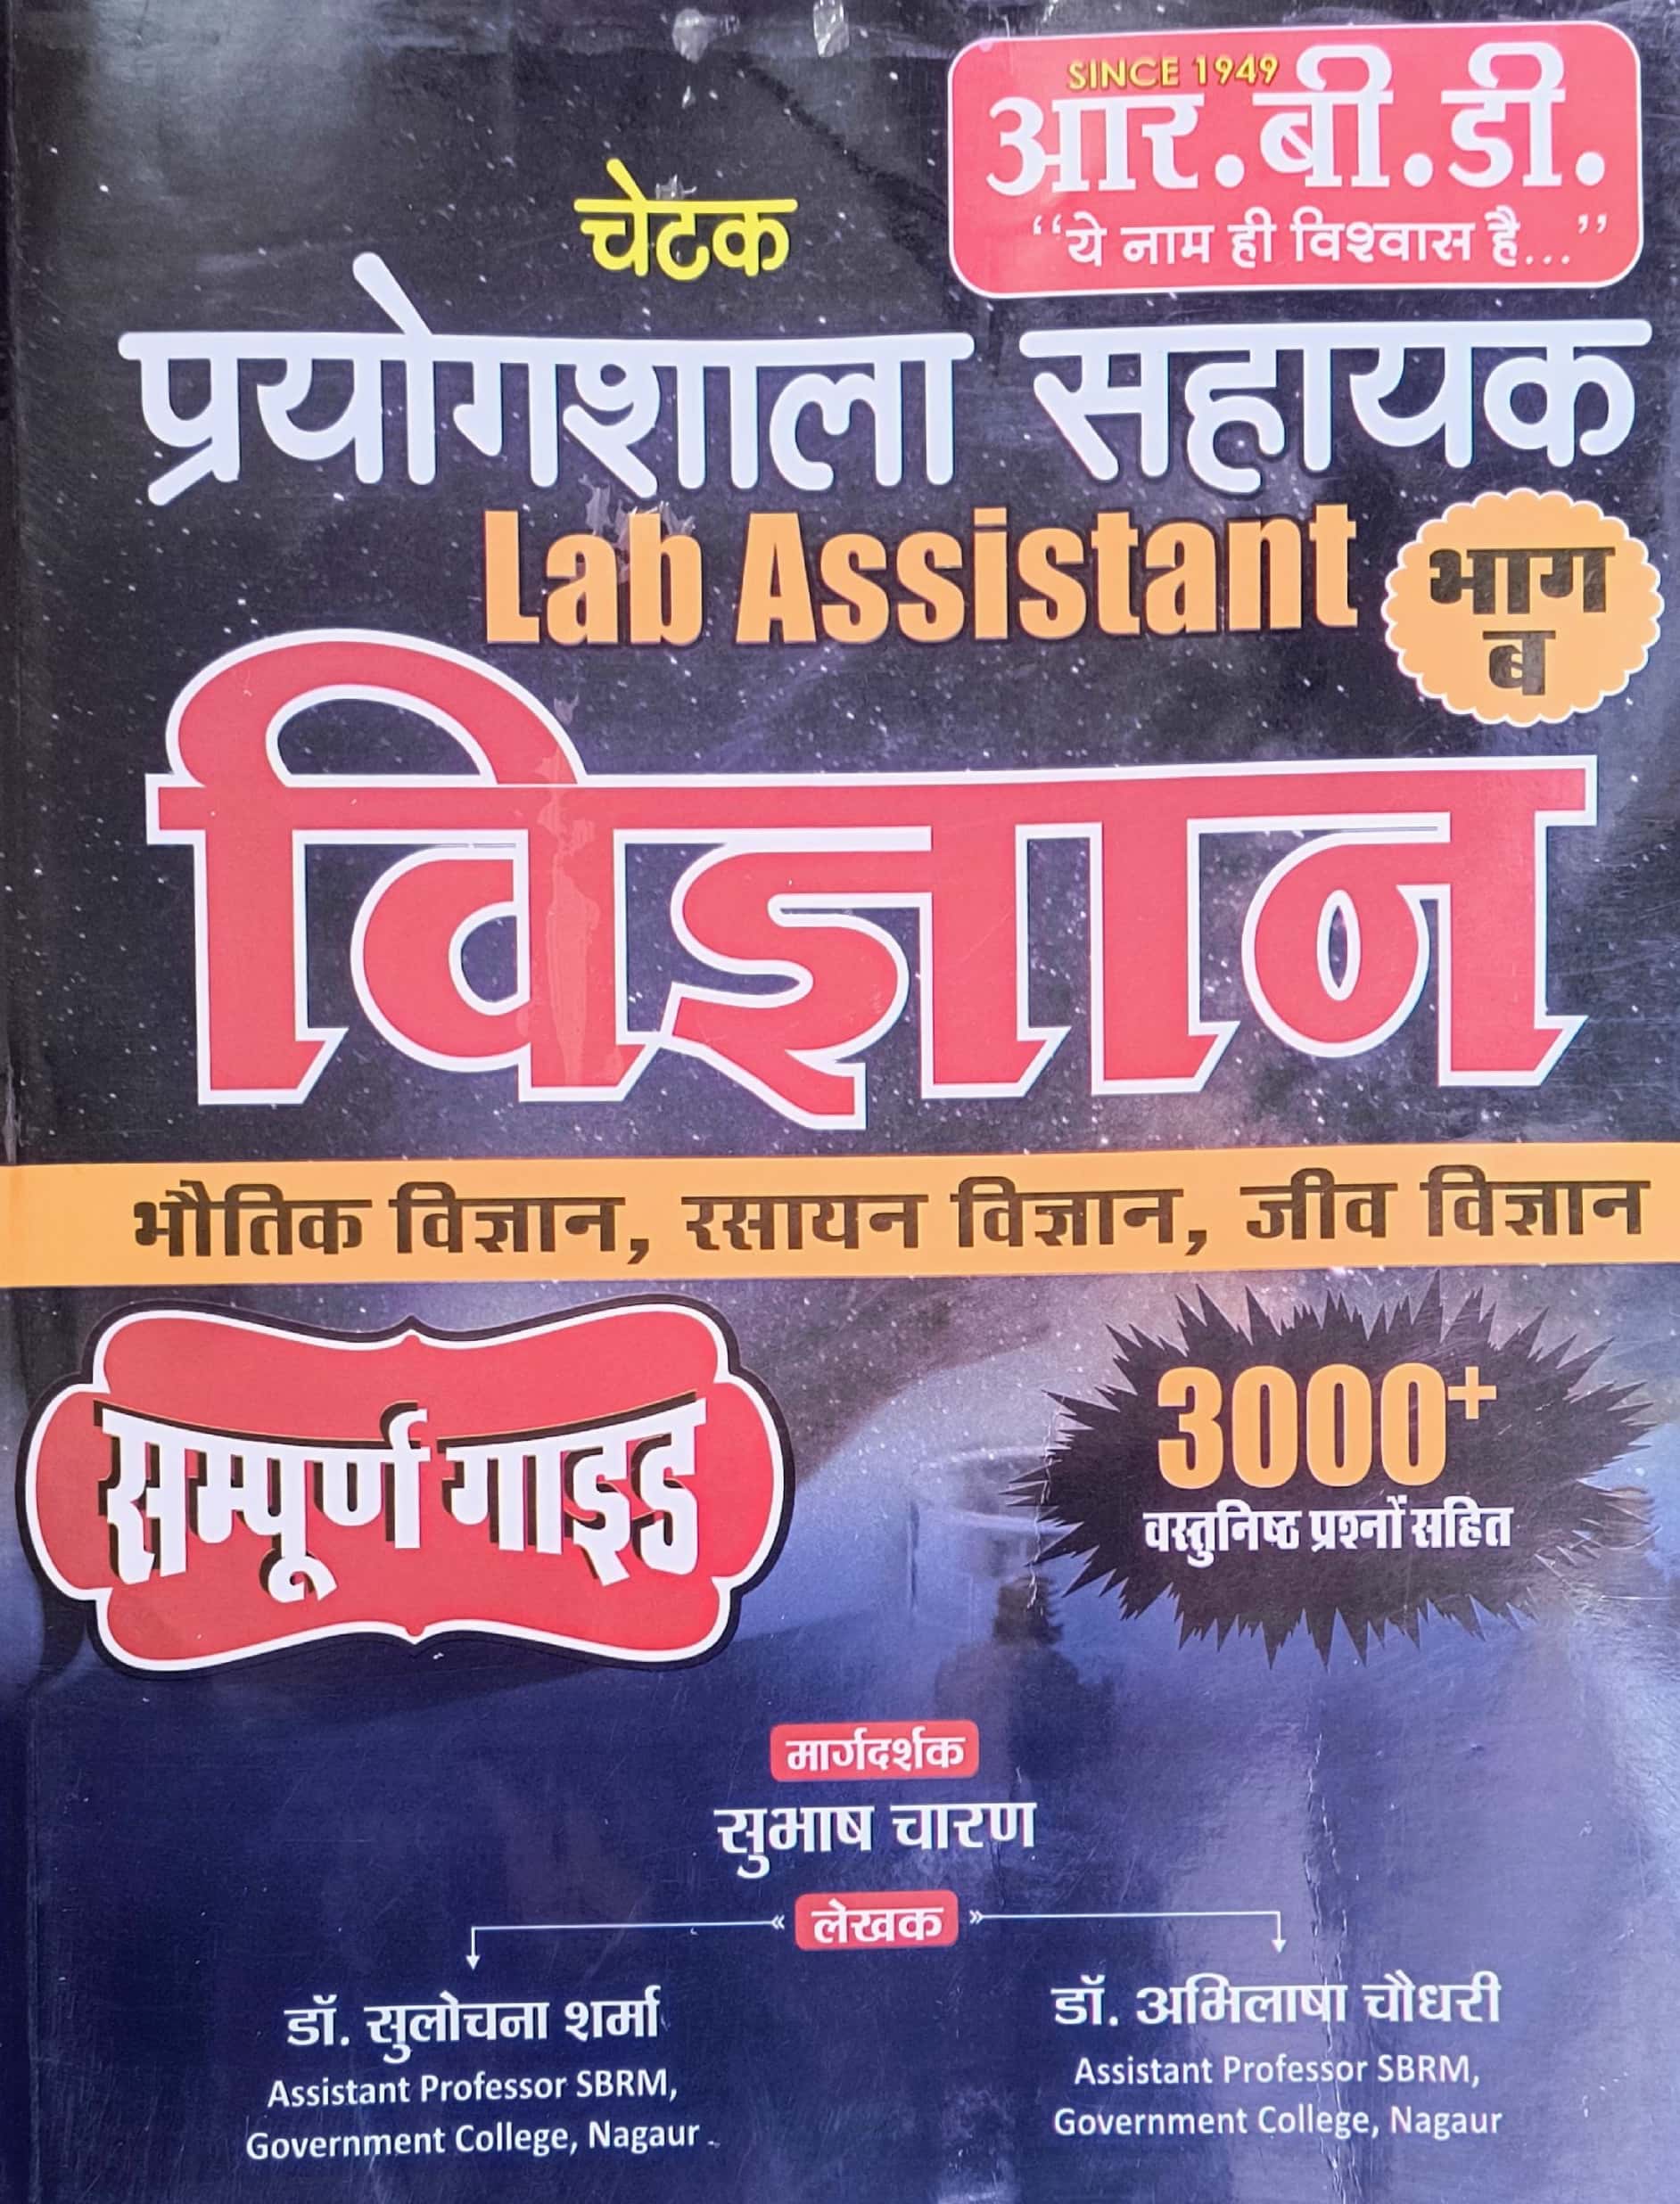 SINCE 1949
आर.बी.डी.
“ये नाम ही विश्वास है...”
चेटक
प्रयोगशाला सहायक
Lab Assistant
भाग
ब
विज्ञान
भौतिक विज्ञान, रसायन विज्ञान, जीव विज्ञान
सम्पूर्ण गाइड
3000+
वस्तुनिष्ठ प्रश्नों सहित
मार्गदर्शक
सुभाष चारण
लेखक
डॉ. सुलोचना शर्मा
Assistant Professor SBRM,
Government College, Nagaur
डॉ. अभिलाषा चौधरी
Assistant Professor SBRM,
Government College, Nagaur